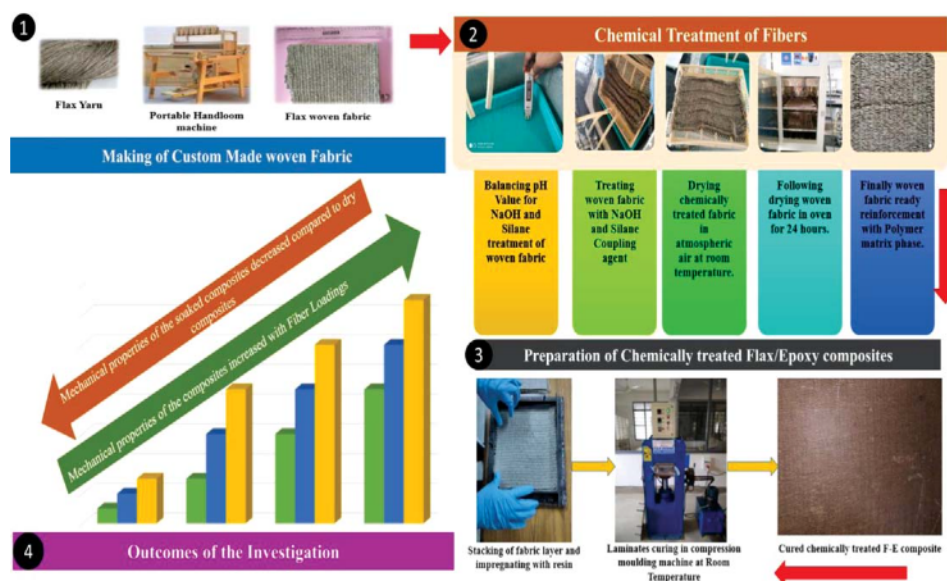 1
Flax Yarn
Portable Handloom
machine
Flax woven fabric
Making of Custom Made woven Fabric
2
Chemical Treatment of Fibers
Balancing pH
Value for
NaOH and
Silane
treatment of
woven fabric
Treating
woven fabric
with NaOH
and Silane
Coupling
agent
Drying
chemically
treated fabric
in
atmospheric
air at room
temperature.
Following
drying woven
fabric in oven
for 24 hours.
Finally woven
fabric ready
reinforcement
with Polymer
matrix phase.
3
Preparation of Chemically treated Flax/Epoxy composites
Stacking of fabric layer and
impregnating with resin
Laminates curing in compression
moulding machine at Room
Temperature
Cured chemically treated F-E composite
Mechanical properties of the soaked composites decreased compared to dry
composites
Mechanical properties of the composites increased with Fiber Loadings
4
Outcomes of the Investigation